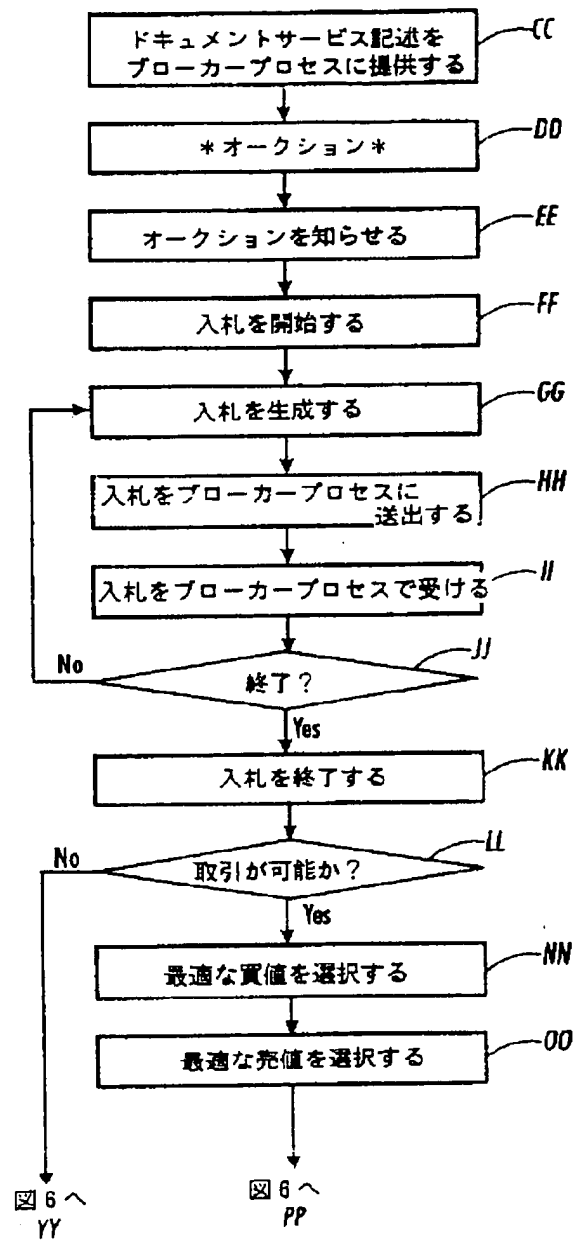 ドキュメントサービス記述を
ブローカープロセスに提供する
CC
*オークション*
DD
オークションを知らせる
EE
入札を開始する
FF
入札を生成する
GG
入札をブローカープロセスに
送出する
HH
入札をブローカープロセスで受ける
II
No
終了?
JJ
Yes
入札を終了する
KK
No
取引が可能か?
LL
Yes
最適な買値を選択する
NN
最適な売値を選択する
OO
図6へ
YY
図6へ
PP